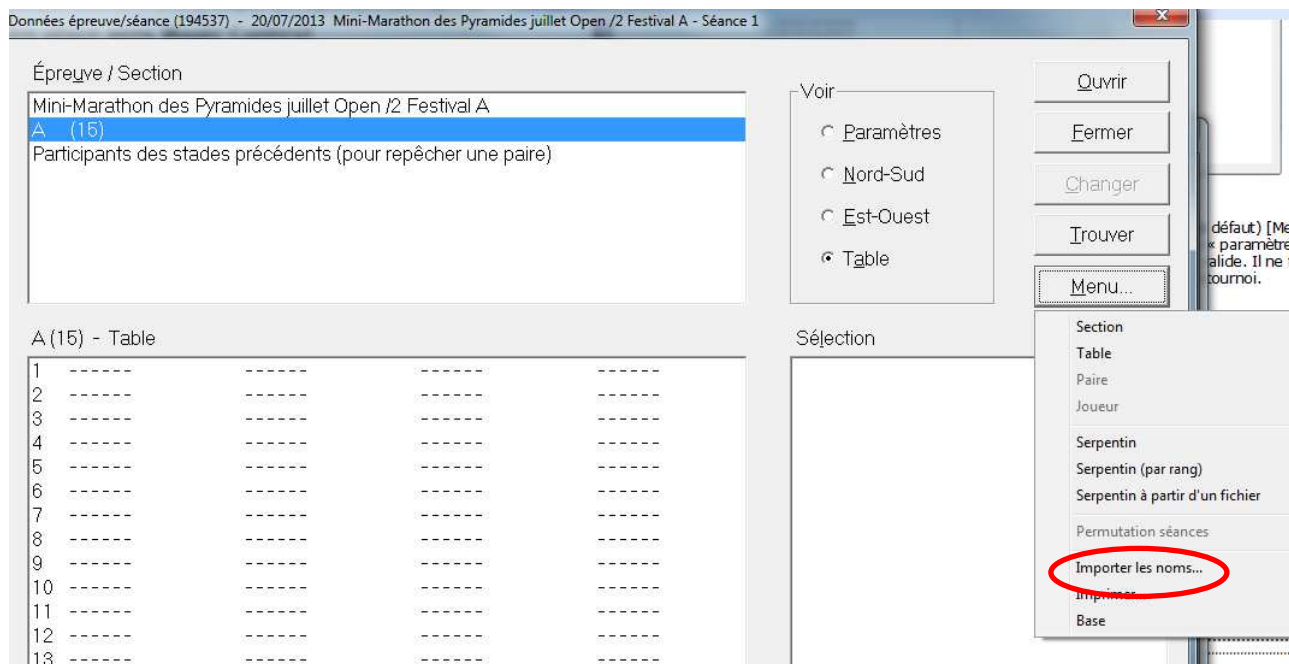 Données épreuve/séance (194537) - 20/07/2013 Mini-Marathon des Pyramides juillet Open /2 Festival A - Séance 1
Épreuve / Section
Mini-Marathon des Pyramides juillet Open /2 Festival A
A (15)
Participants des stades précédents (pour repêcher une paire)
Voir
Paramètres
Nord-Sud
Est-Ouest
Table
Ouvrir
Fermer
Changer
Trouver
Menu...
défaut) [Me
« paramètre
alide. Il ne
tournoi.
A (15) - Table
1 ------ ------ ------ ------
2 ------ ------ ------ ------
3 ------ ------ ------ ------
4 ------ ------ ------ ------
5 ------ ------ ------ ------
6 ------ ------ ------ ------
7 ------ ------ ------ ------
8 ------ ------ ------ ------
9 ------ ------ ------ ------
10 ------ ------ ------ ------
11 ------ ------ ------ ------
12 ------ ------ ------ ------
13 ------ ------ ------ ------
Sélection
Section
Table
Paire
Joueur
Serpentin
Serpentin (par rang)
Serpentin à partir d'un fichier
Permutation séances
Importer les noms...
Imprimer
Base